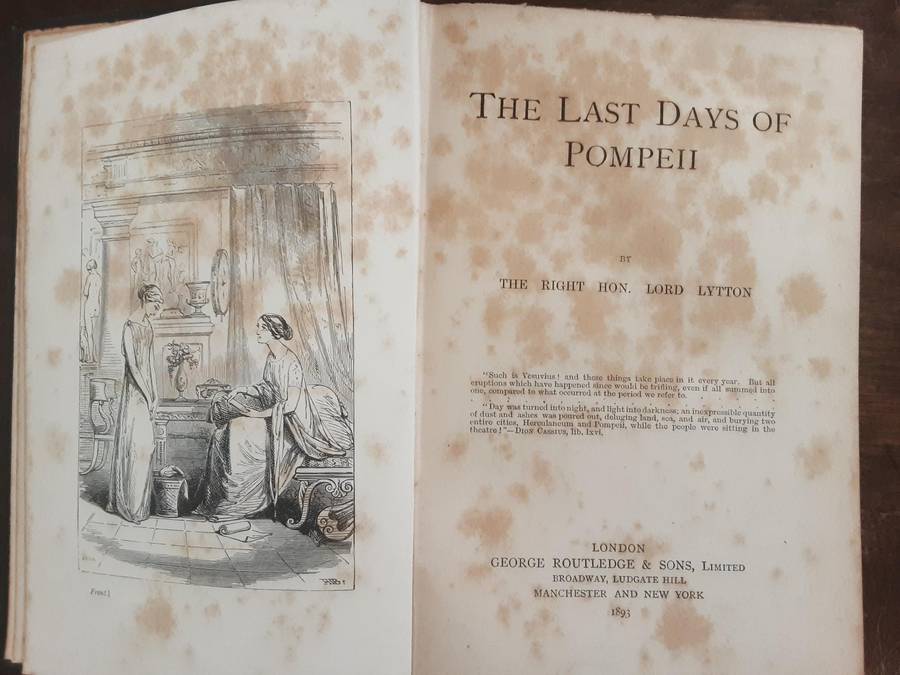 Front.]
THE LAST DAYS OF
POMPEII
BY
THE RIGHT HON. LORD LYTTON
"Such is Vesuvius! and these things take place in it every year. But all
eruptions which have happened since would be trifling, even if all summed into
one, compared to what occurred at the period we refer to.
"Day was turned into night, and light into darkness; an inexpressible quantity
of dust and ashes was poured out, deluging land, sea, and air, and burying two
entire cities, Herculaneum and Pompeii, while the people were sitting in the
theatre!"—DION CASSIUS, lib. lxvi.
LONDON
GEORGE ROUTLEDGE & SONS, LIMITED
BROADWAY, LUDGATE HILL
MANCHESTER AND NEW YORK
1893